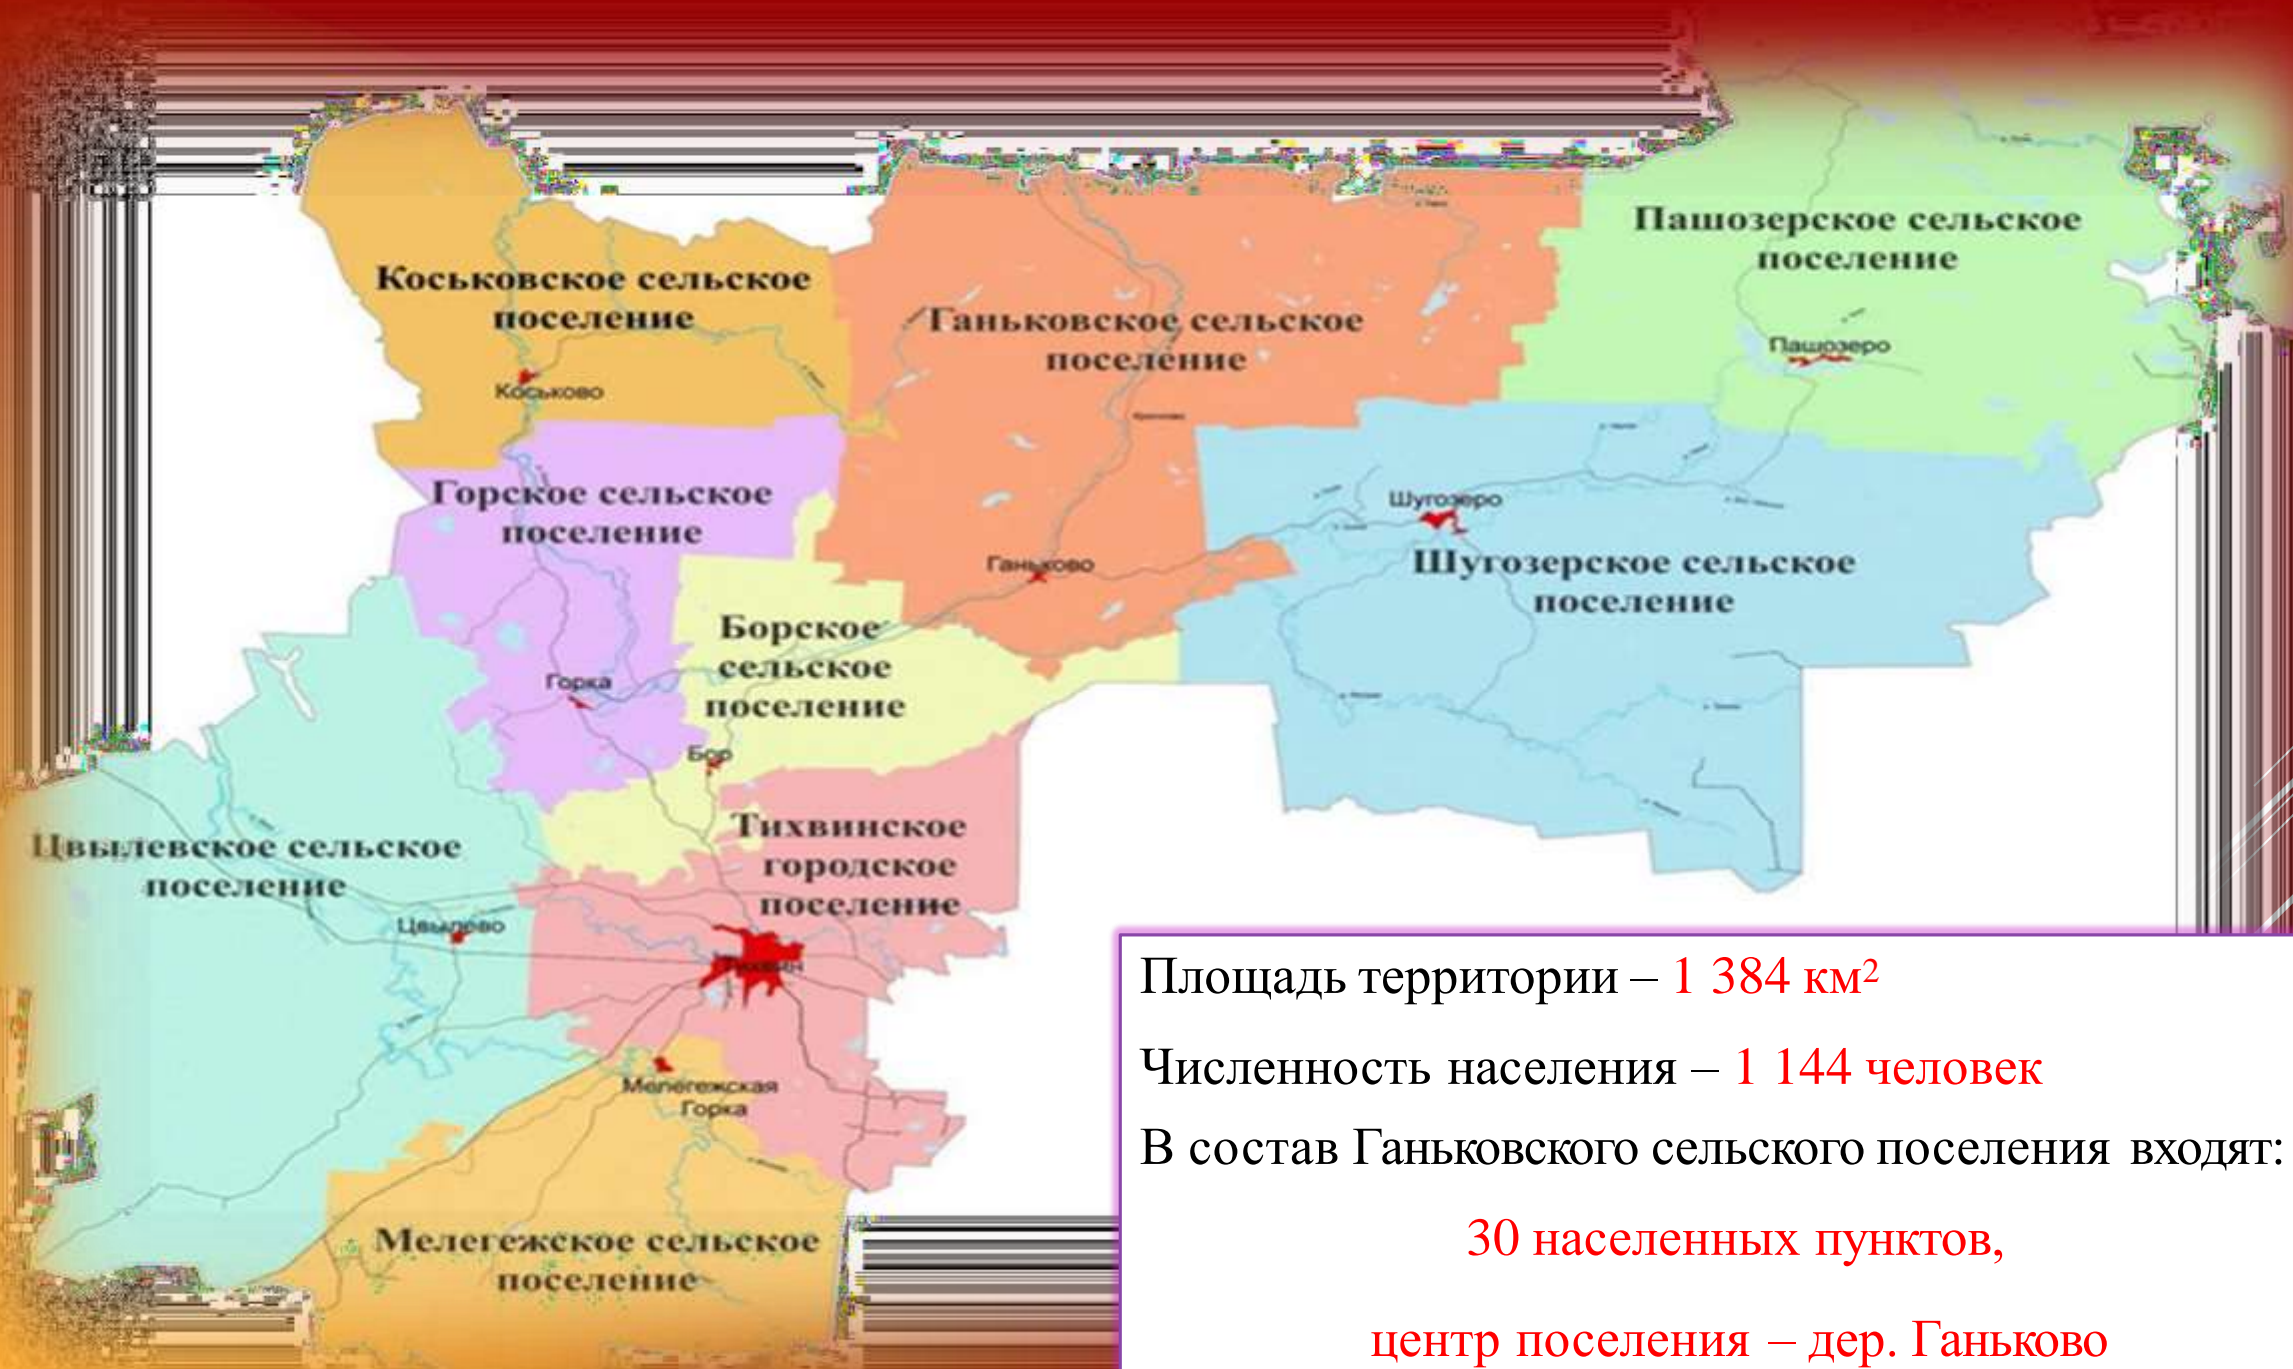 Пашозерское сельское
поселение
Коськовское сельское
поселение
Ганьковское сельское
поселение
Пашозеро
Коськово
Горское сельское
поселение
Шугозеро
Ганьково
Шугозерское сельское
поселение
Борское
сельское
поселение
Горка
Бор
Тихвинское
городское
поселение
Цвылевское сельское
поселение
Цвылево
Тихвин
Мелегежская
Горка
Мелегежское сельское
поселение
Площадь территории – 1 384 км²
Численность населения – 1 144 человек
В состав Ганьковского сельского поселения входят:
30 населенных пунктов,
центр поселения – дер. Ганьково